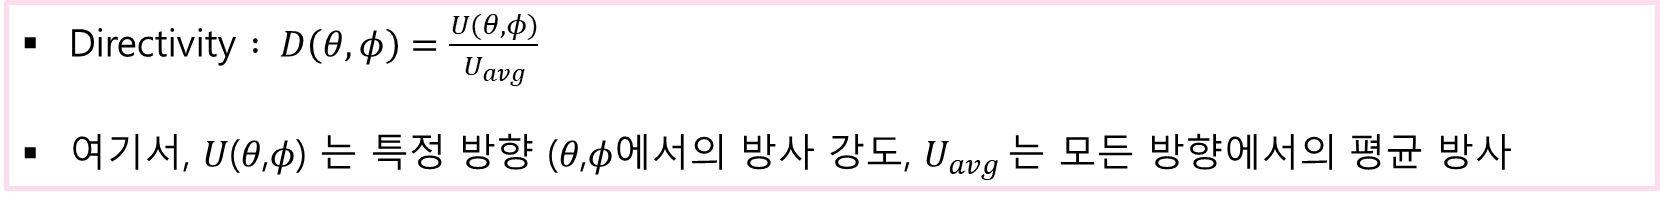 ▪ Directivity : D(θ,ϕ) = U(θ,ϕ) / U_avg
▪ 여기서, U(θ,ϕ) 는 특정 방향 (θ,ϕ에서의 방사 강도, U_avg 는 모든 방향에서의 평균 방사